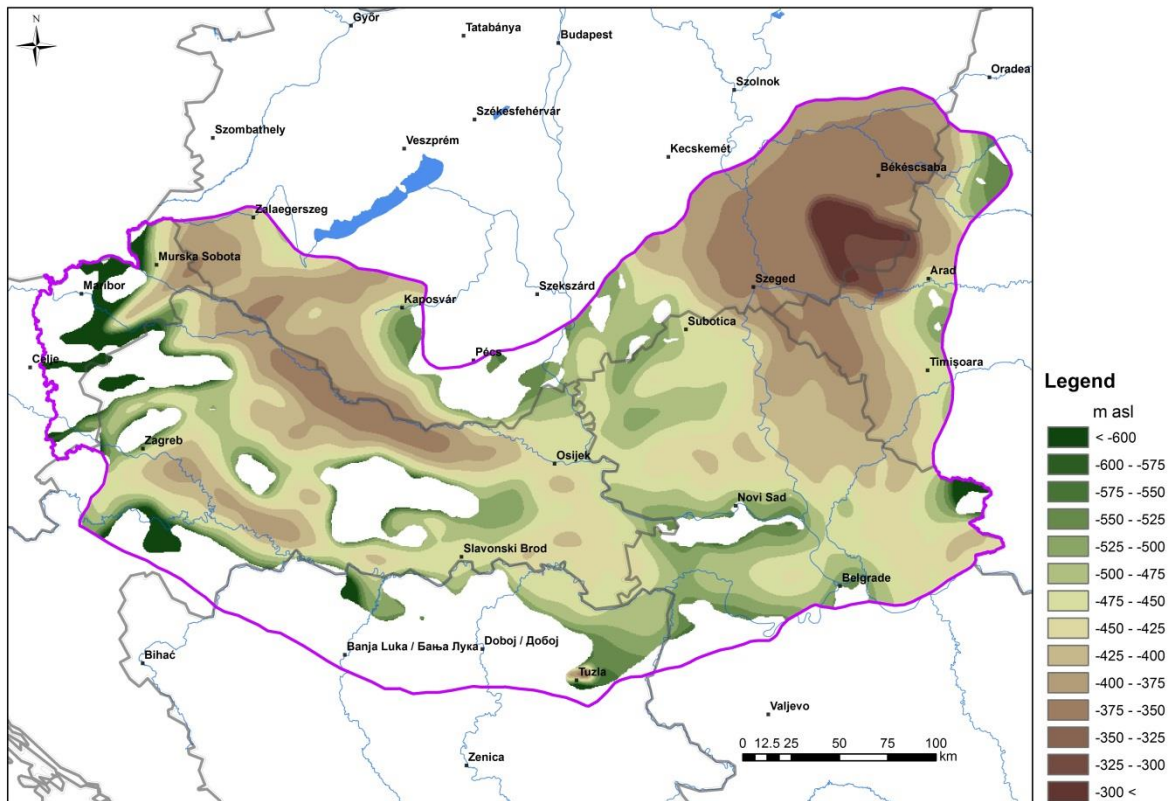 N
Győr
Tatabánya
Budapest
Oradea
Szolnok
Székesfehérvár
Szombathely
Veszprém
Kecskemét
Békéscsaba
Zalaegerszeg
Murska Sobota
Maribor
Kaposvár
Szekszárd
Szeged
Arad
Subotica
Celje
Pécs
Timişoara
Zagreb
Osijek
Novi Sad
Slavonski Brod
Belgrade
Banja Luka / Бања Лука
Doboj / Добој
Bihać
Tuzla
Valjevo
Zenica
0 12.5 25 50 75 100
km
Legend
m asl
< -600
-600 - -575
-575 - -550
-550 - -525
-525 - -500
-500 - -475
-475 - -450
-450 - -425
-425 - -400
-400 - -375
-375 - -350
-350 - -325
-325 - -300
-300 <